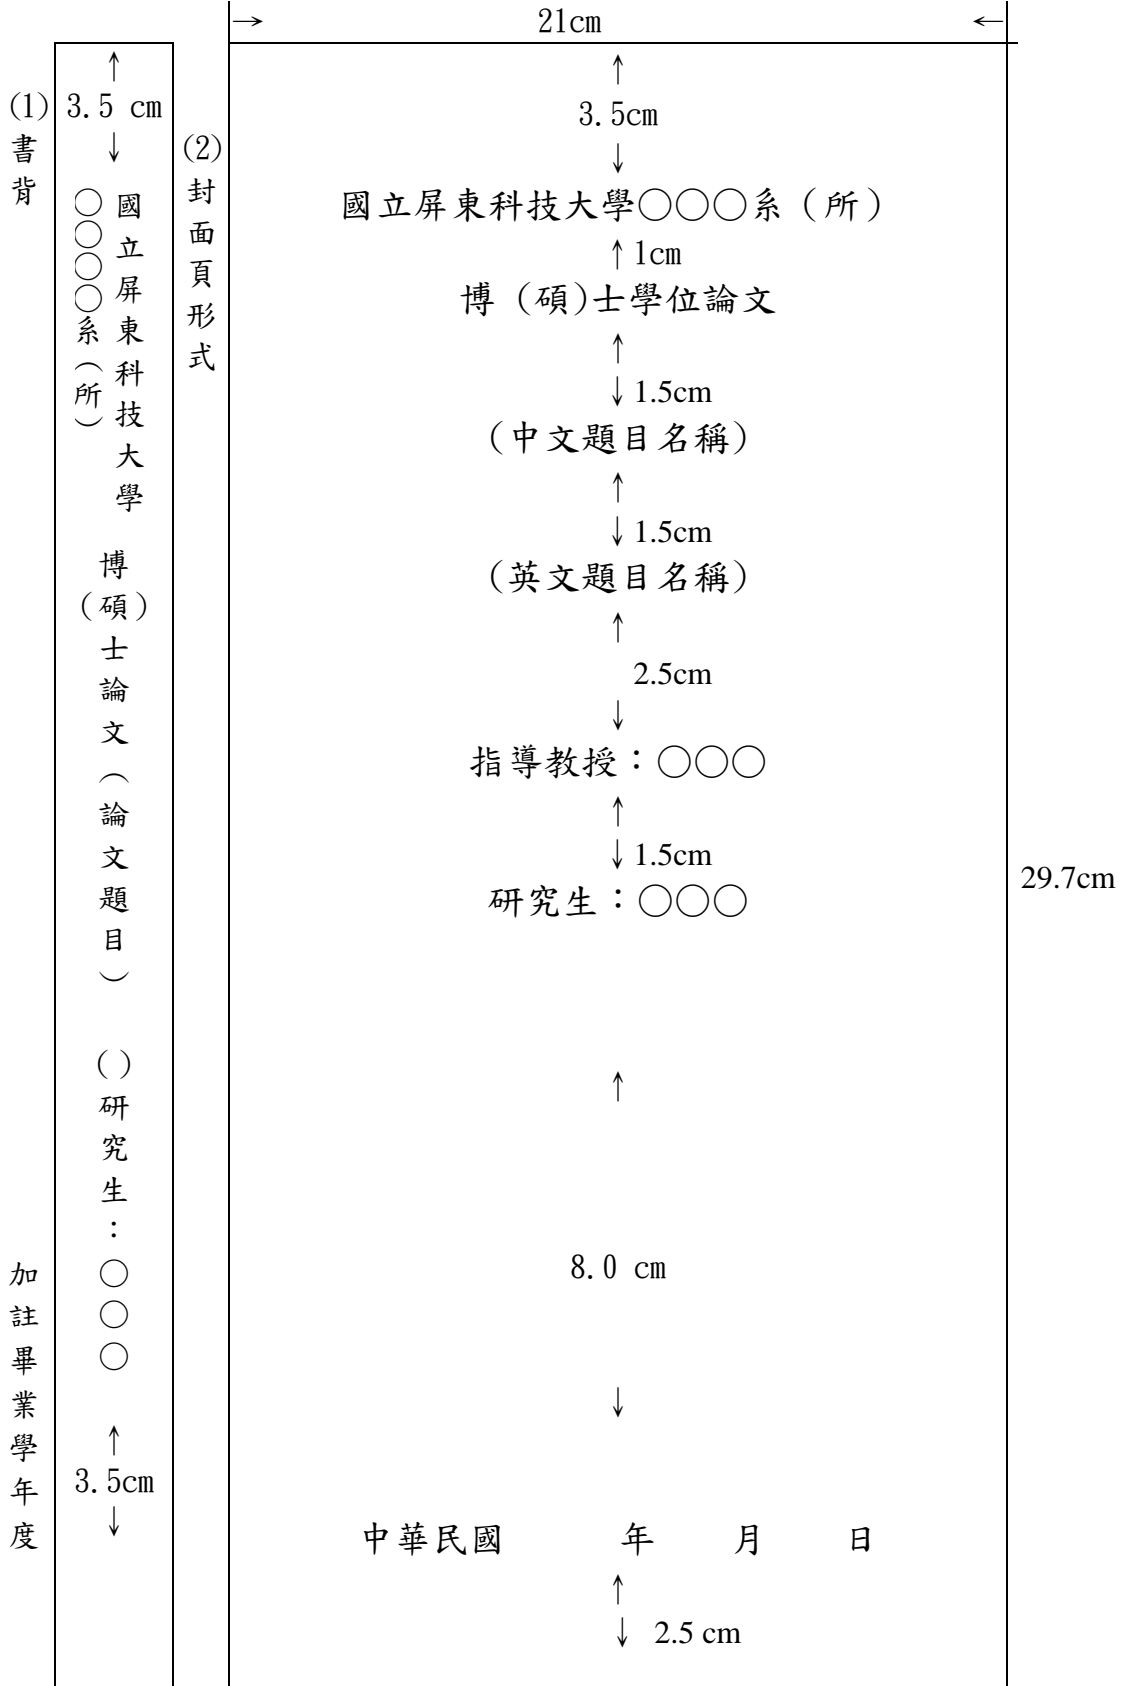 (1)書背
3.5 cm
國立屏東科技大學
○○○○系(所)
博(碩)士論文(論文題目)
( )研究生:○○○
3.5cm
加註畢業學年度
(2)封面頁形式
→ 21cm ←
↑
3.5cm
↓
國立屏東科技大學○○○系（所）
↑1cm
博（碩)士學位論文
↑
↓1.5cm
(中文題目名稱)
↑
↓1.5cm
(英文題目名稱)
↑
2.5cm
↓
指導教授：○○○
↑
↓1.5cm
研究生：○○○
29.7cm
↑
8.0 cm
↓
中華民國 年 月 日
↑
↓ 2.5 cm